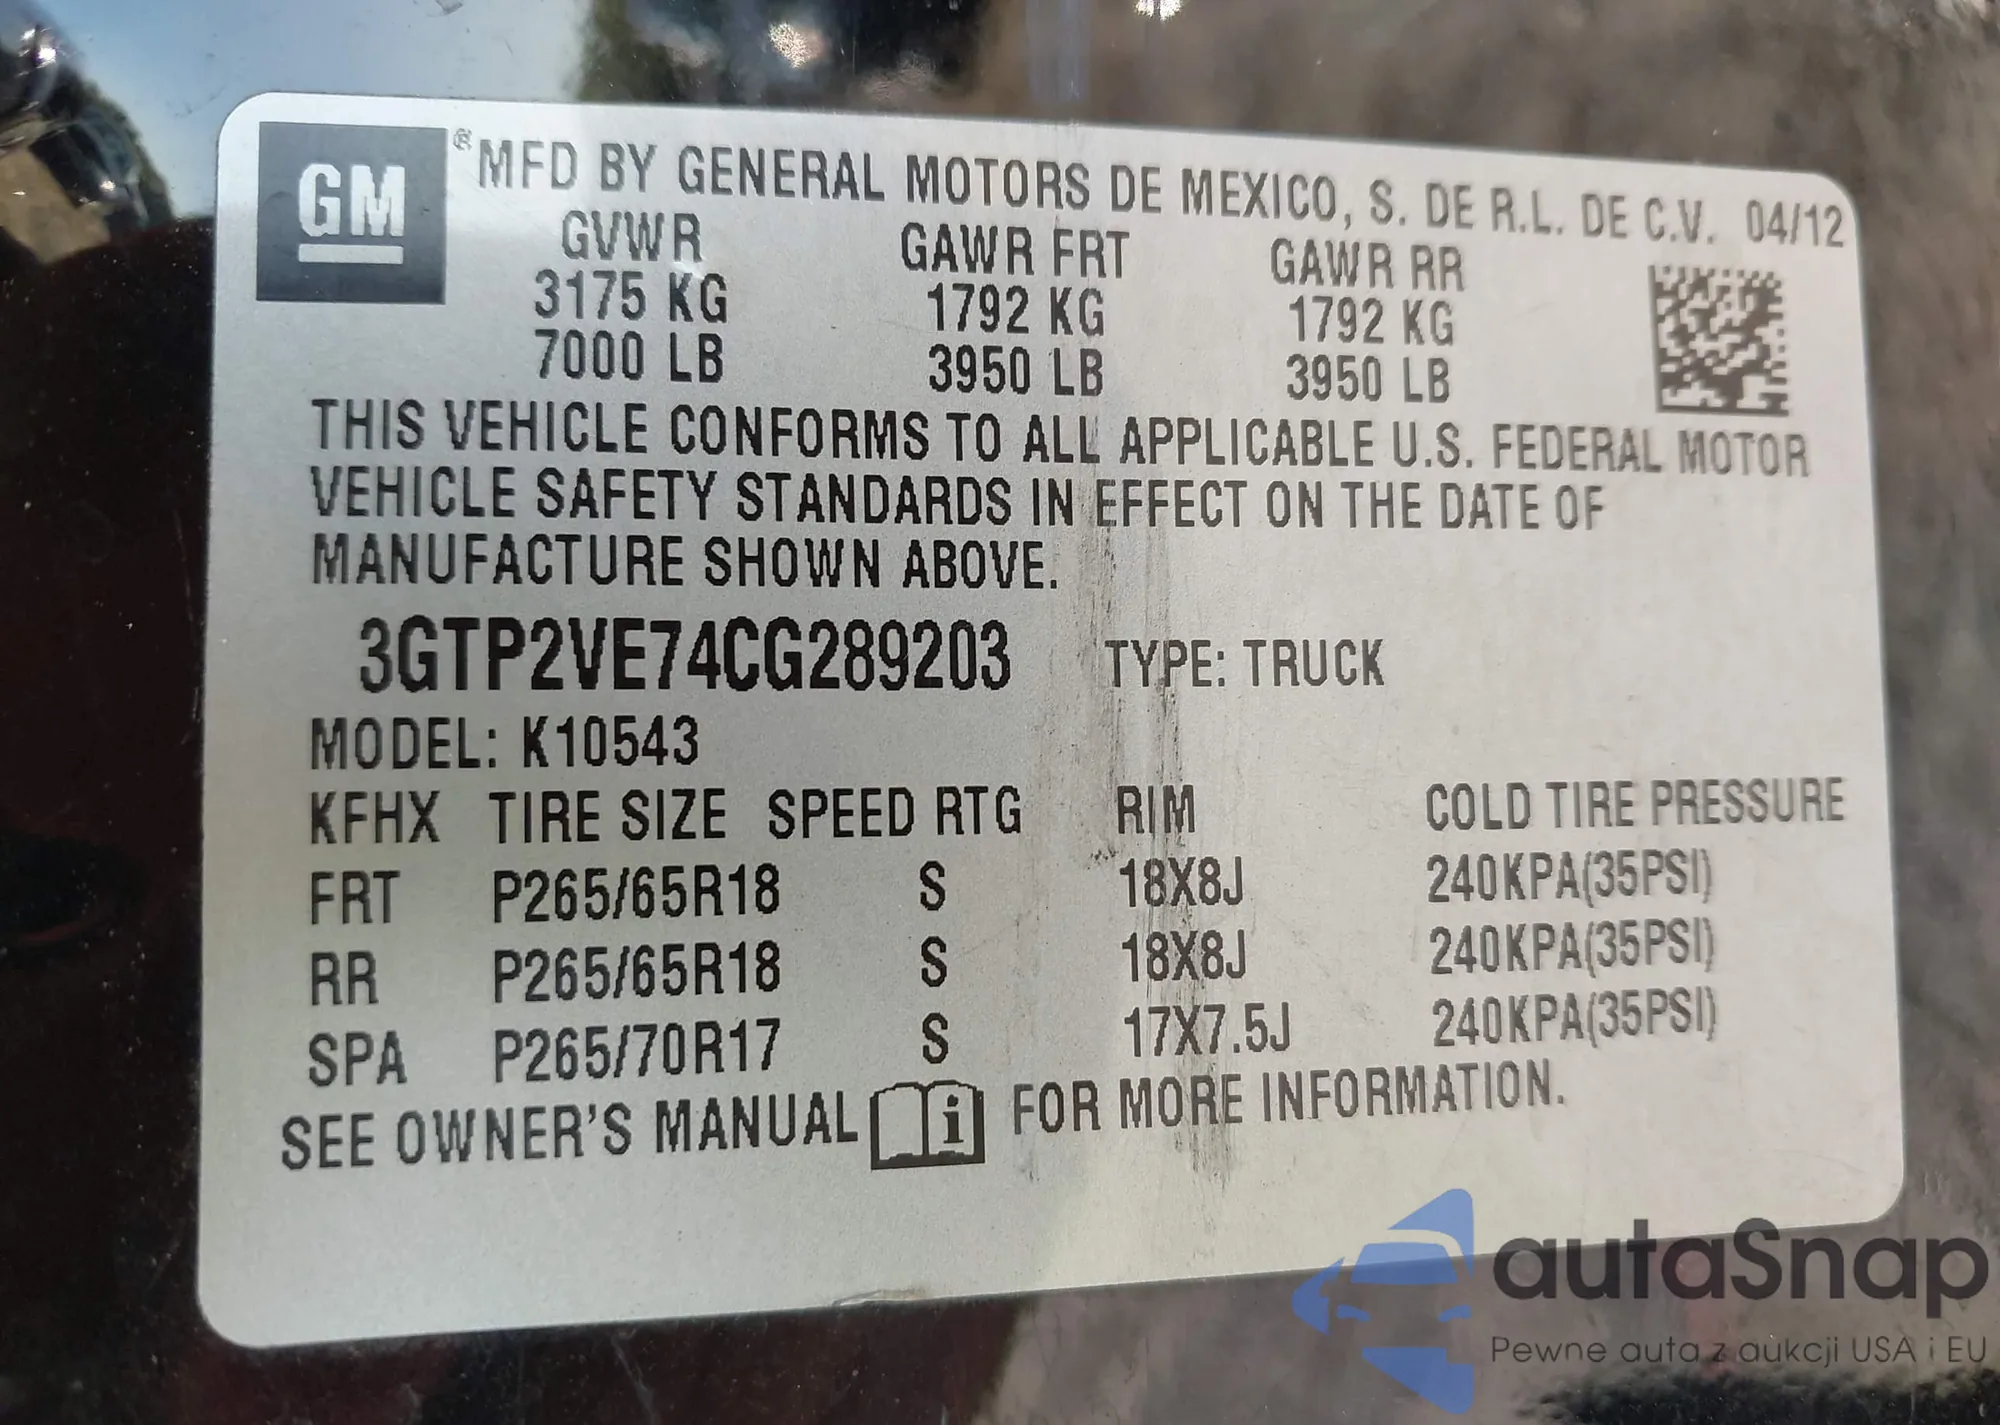 GM ® MFD BY GENERAL MOTORS DE MEXICO, S. DE R.L. DE C.V. 04/12
GVWR GAWR FRT GAWR RR
3175 KG 1792 KG 1792 KG
7000 LB 3950 LB 3950 LB
THIS VEHICLE CONFORMS TO ALL APPLICABLE U.S. FEDERAL MOTOR
VEHICLE SAFETY STANDARDS IN EFFECT ON THE DATE OF
MANUFACTURE SHOWN ABOVE.
3GTP2VE74CG289203 TYPE: TRUCK
MODEL: K10543
KFHX TIRE SIZE SPEED RTG RIM COLD TIRE PRESSURE
FRT P265/65R18 S 18X8J 240KPA(35PSI)
RR P265/65R18 S 18X8J 240KPA(35PSI)
SPA P265/70R17 S 17X7.5J 240KPA(35PSI)
SEE OWNER'S MANUAL i FOR MORE INFORMATION.
autaSnap
Pewne auta z aukcji USA i EU